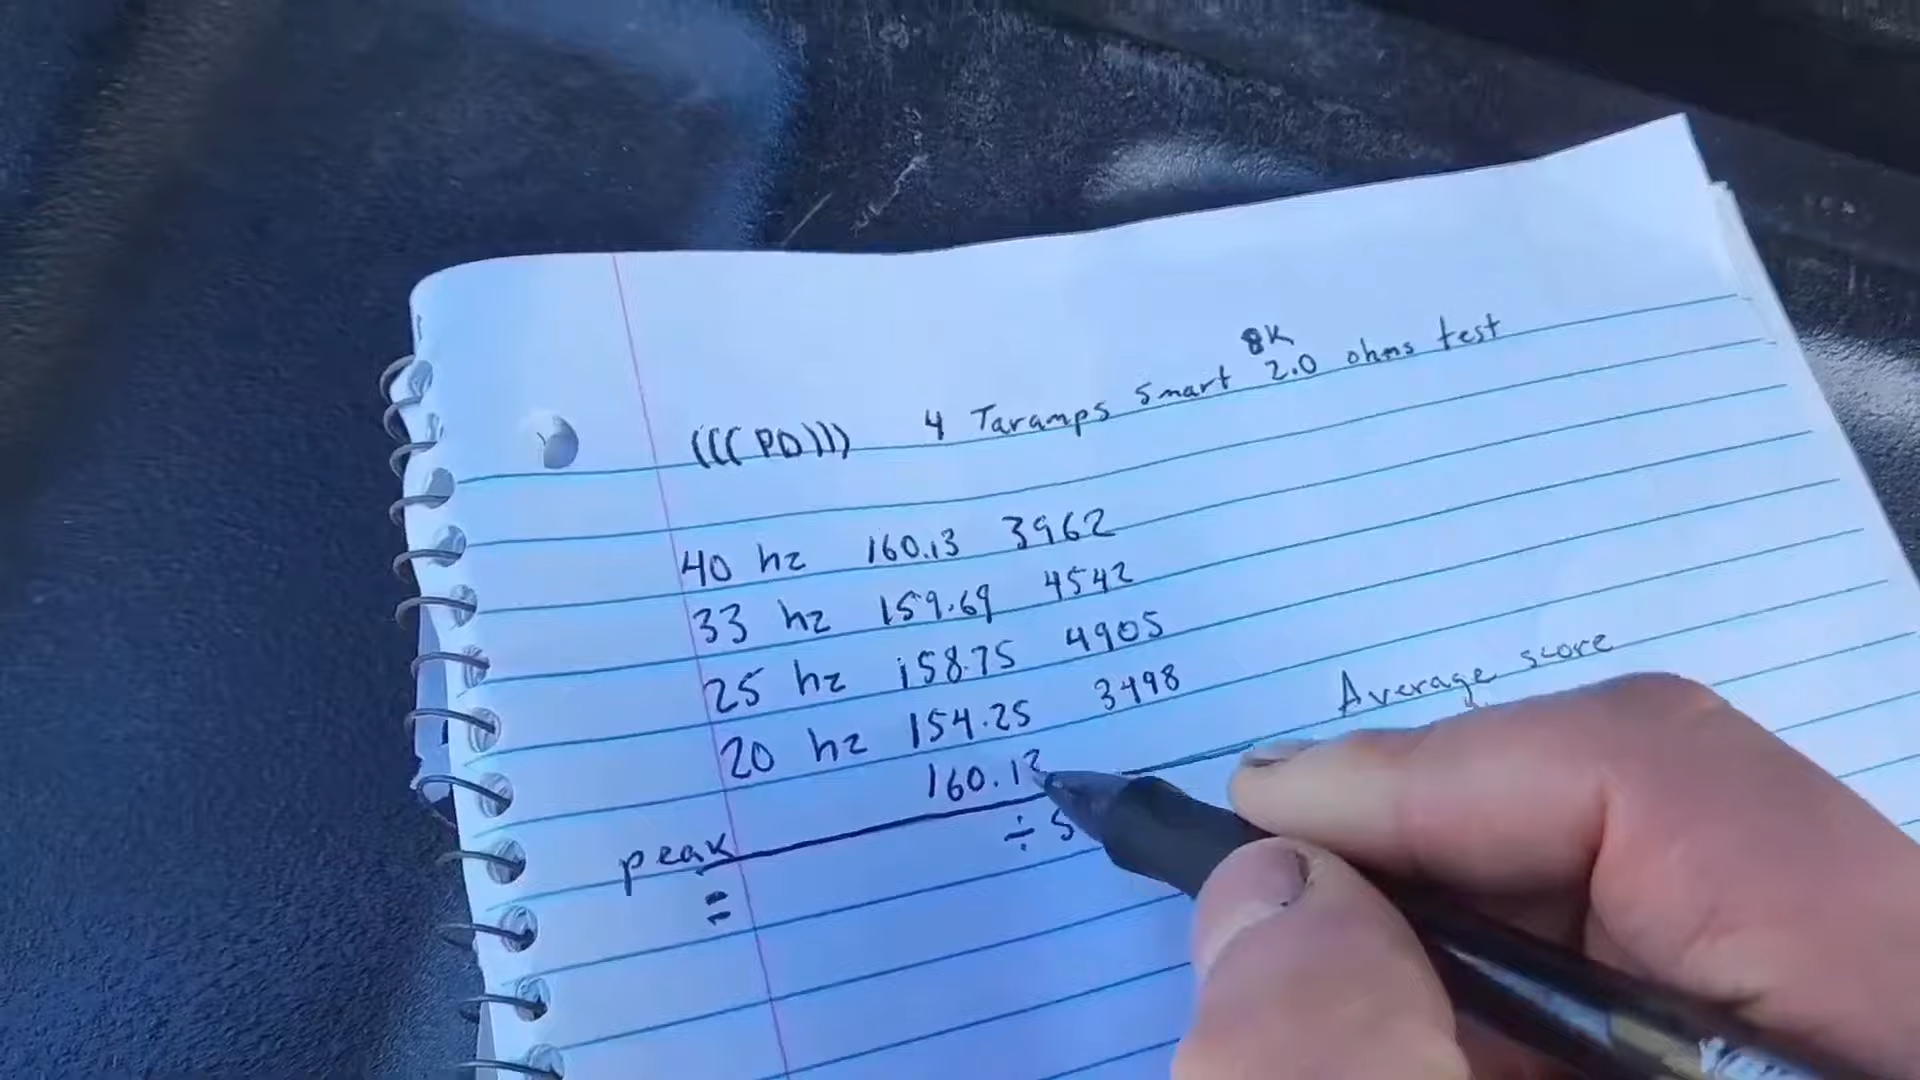 8K
(((PD))) 4 Taramps Smart 2.0 ohms test
40 hz 160.13 3962
33 hz 159.69 4542
25 hz 158.75 4905
20 hz 154.25 3498
Average score
160.13
peak ÷ 5
=